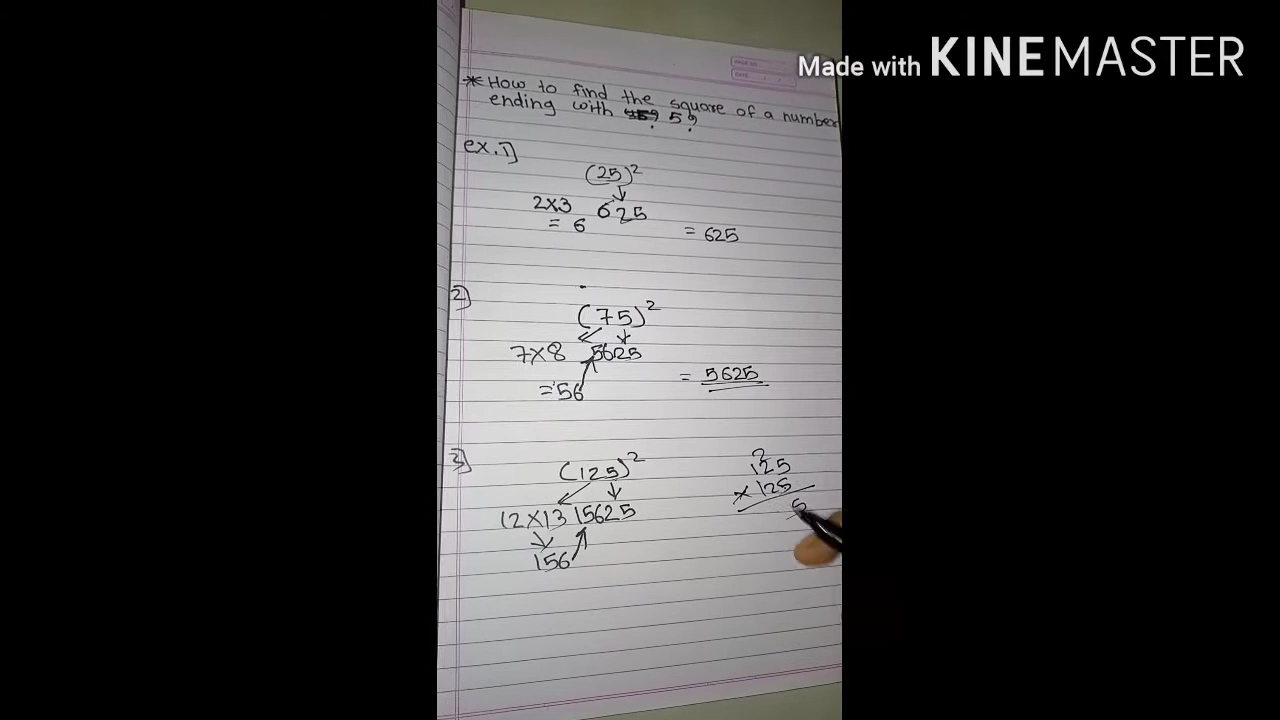 Made with KINEMASTER
* How to find the square of a number
ending with 5?
ex.1]
(25)²
2x3 625
= 6
= 625
2]
(75)²
7x8 5625
= 56
= 5625
3]
(125)²
12x13 15625
156
2
125
x 125
5